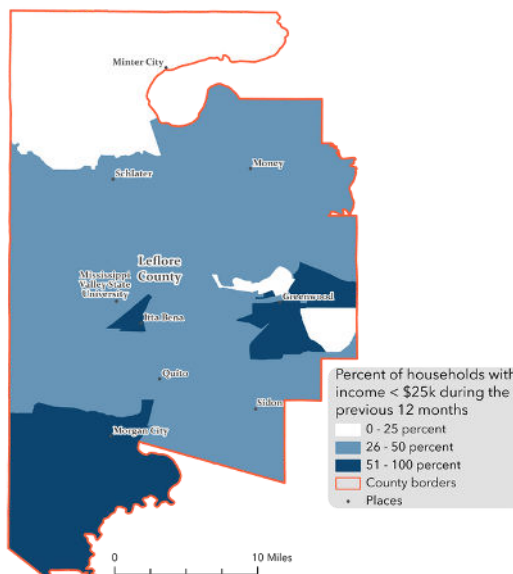 Minter City
Schlater
Money
Leflore
County
Mississippi
Valley State
University
Greenwood
Itta Bena
Quito
Sidon
Morgan City
Percent of households with
income < $25k during the
previous 12 months
0 - 25 percent
26 - 50 percent
51 - 100 percent
County borders
Places
0 10 Miles